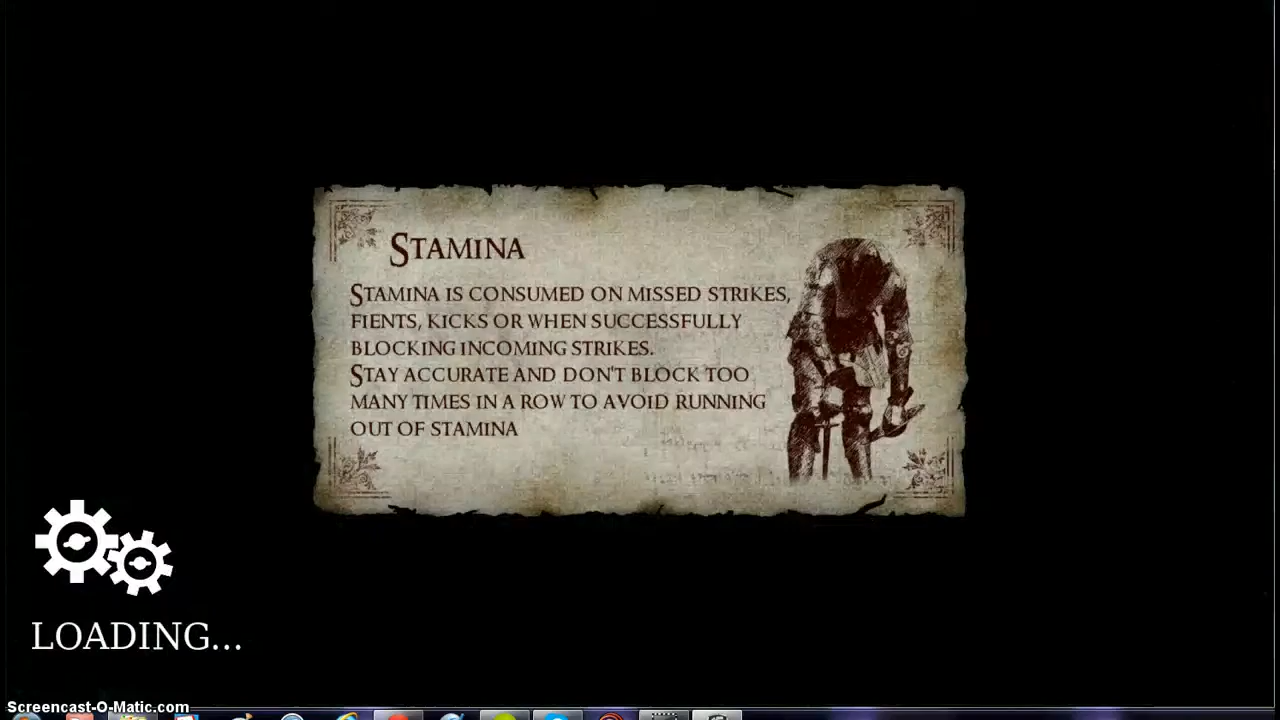 STAMINA
STAMINA IS CONSUMED ON MISSED STRIKES,
FIENTS, KICKS OR WHEN SUCCESSFULLY
BLOCKING INCOMING STRIKES.
STAY ACCURATE AND DON'T BLOCK TOO
MANY TIMES IN A ROW TO AVOID RUNNING
OUT OF STAMINA
LOADING...
Screencast-O-Matic.com